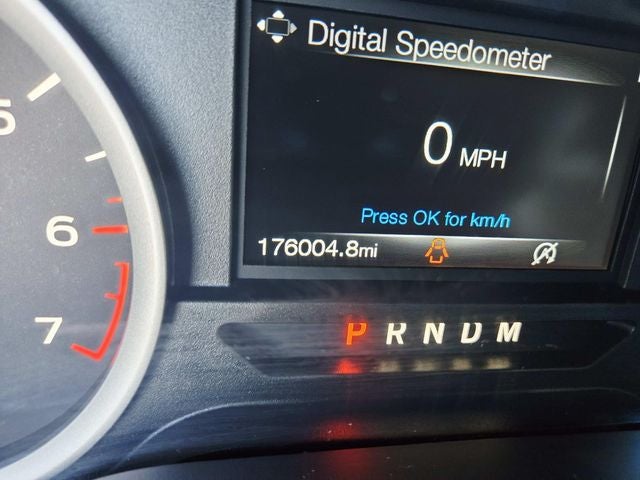 Digital Speedometer
0 MPH
Press OK for km/h
176004.8mi
5
6
7
P R N D M